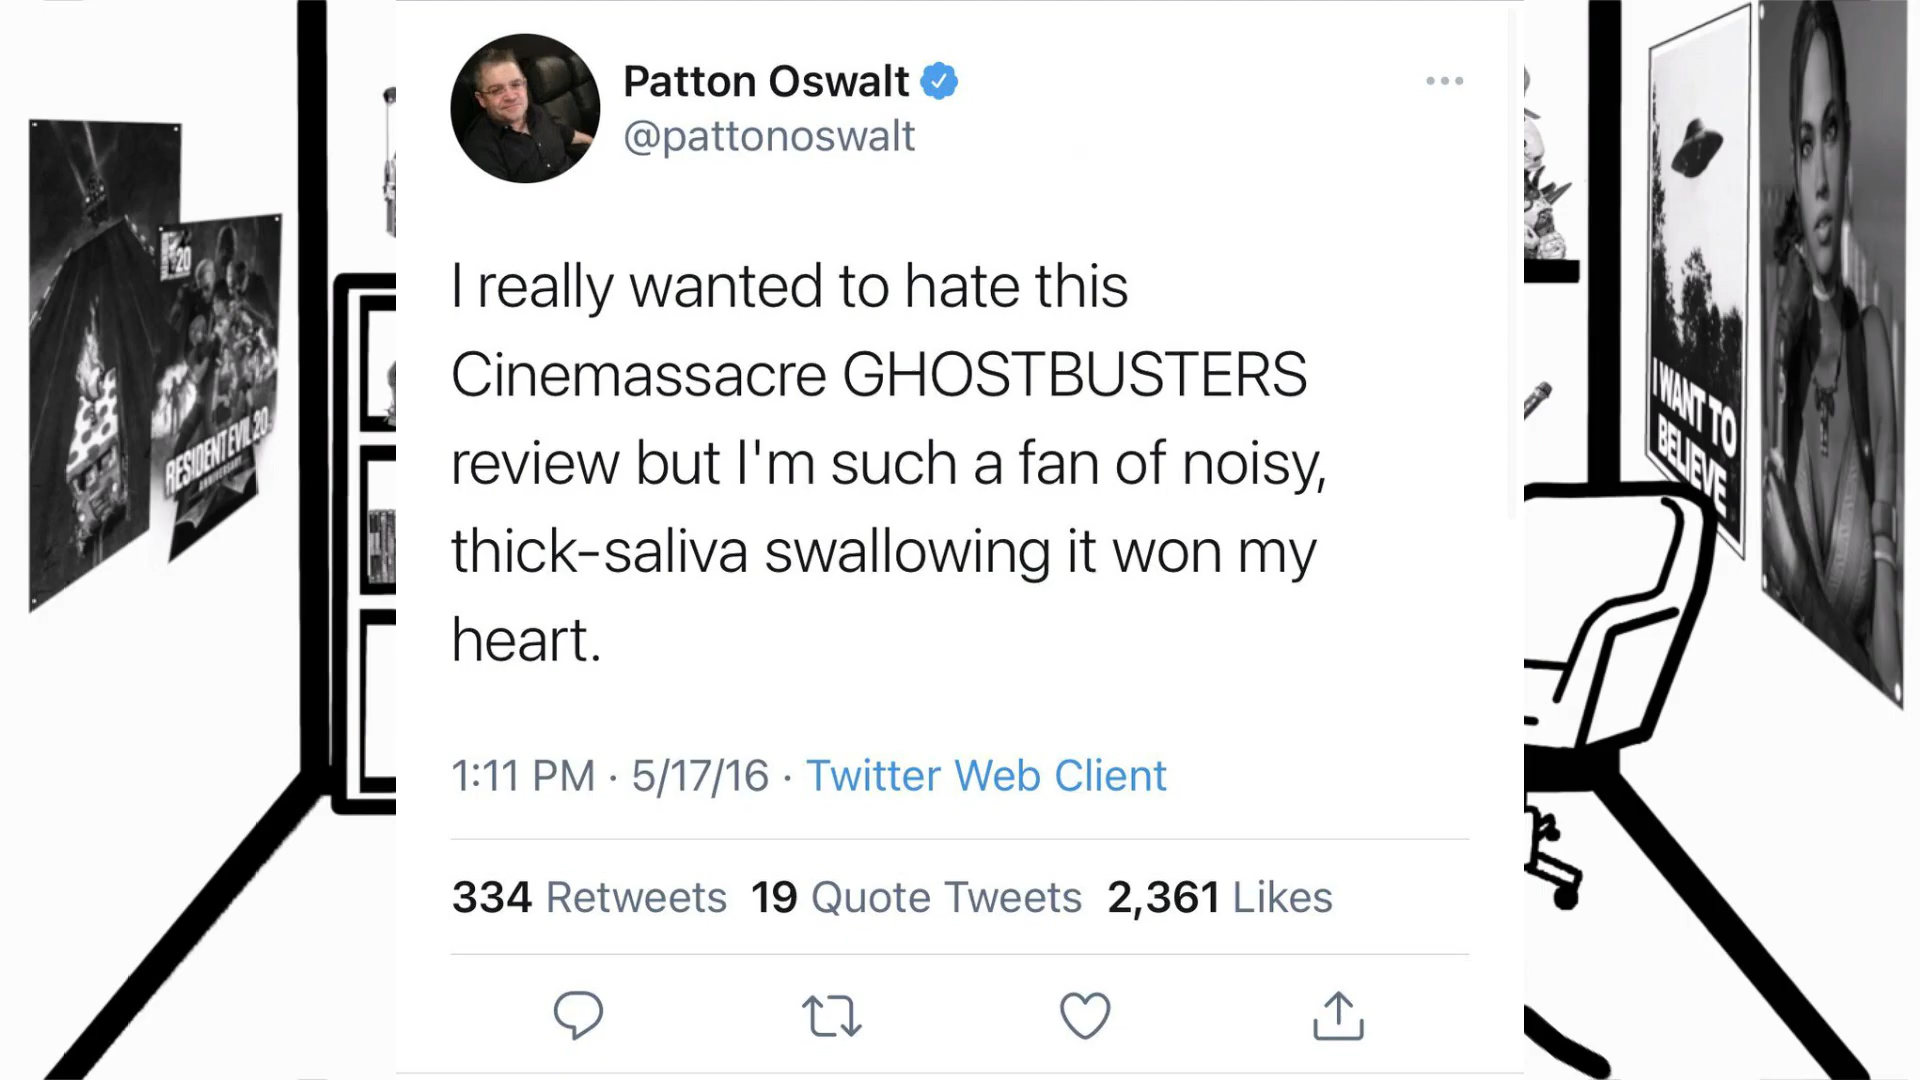 Patton Oswalt
@pattonoswalt
I really wanted to hate this
Cinemassacre GHOSTBUSTERS
review but I'm such a fan of noisy,
thick-saliva swallowing it won my
heart.
1:11 PM · 5/17/16 · Twitter Web Client
334 Retweets 19 Quote Tweets 2,361 Likes
20
RESIDENT EVIL 20
ANNIVERSARY
I WANT TO
BELIEVE